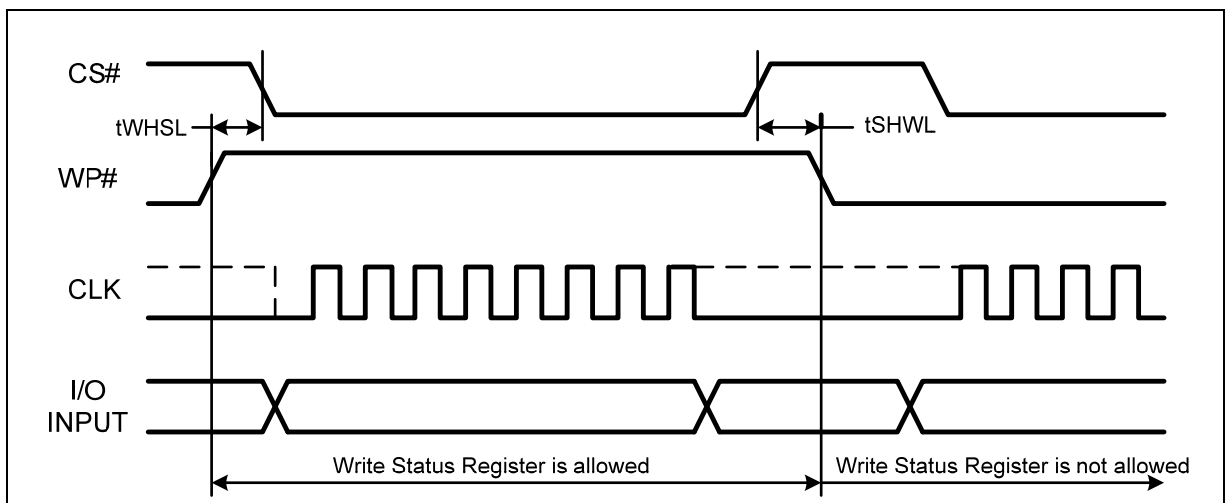 CS#
tWHSL
tSHWL
WP#
CLK
I/O
INPUT
Write Status Register is allowed
Write Status Register is not allowed